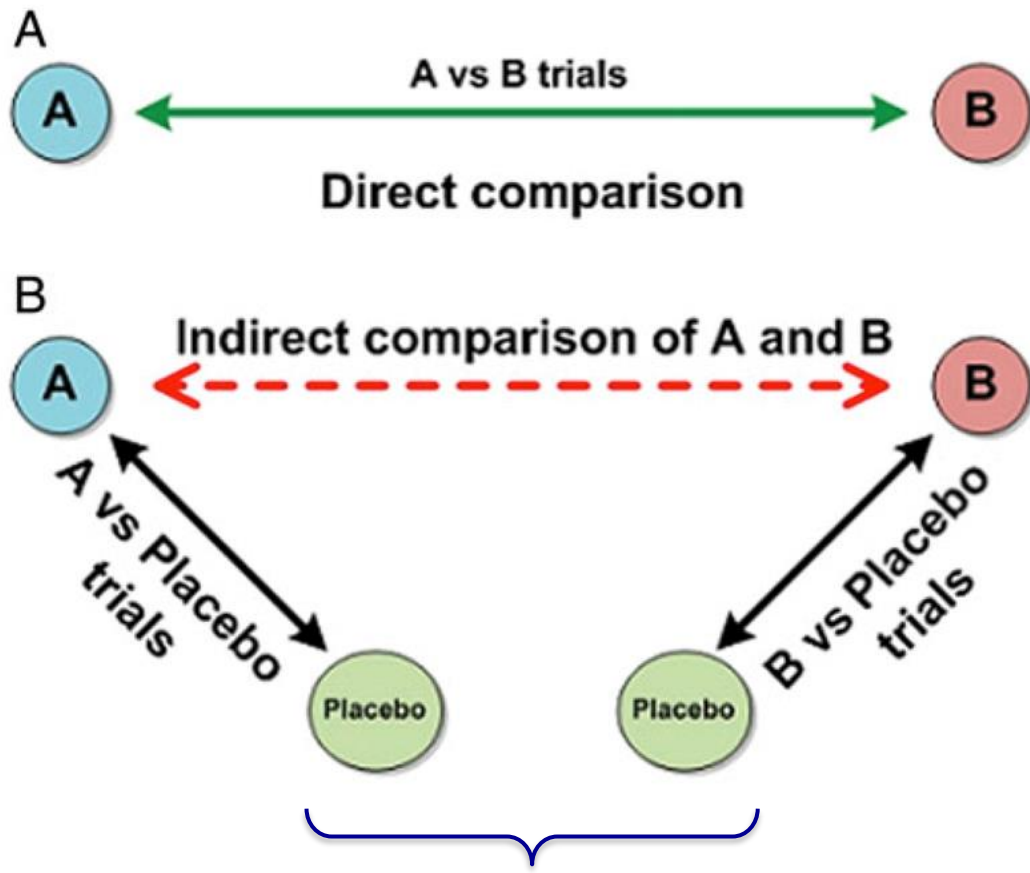 A
A vs B trials
A
B
Direct comparison
B
Indirect comparison of A and B
A
B
A vs Placebo
trials
B vs Placebo
trials
Placebo
Placebo